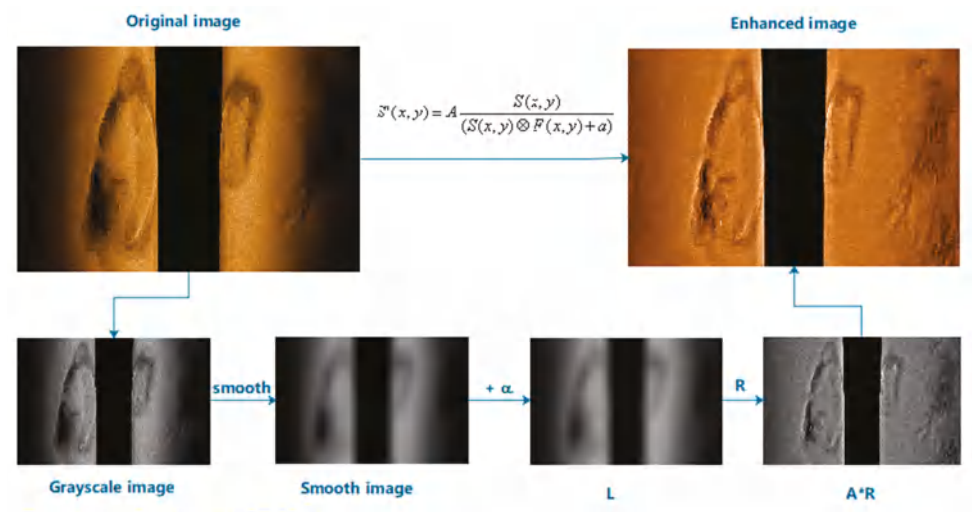 Original image
Enhanced image
S''(x, y) = A S(x, y) / (S(x, y) ⊗ F(x, y) + a)
smooth
+ α
R
Grayscale image
Smooth image
L
A*R